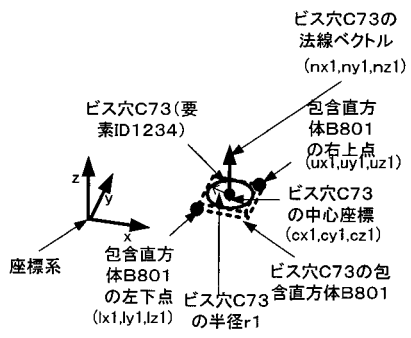 ビス穴C73の
法線ベクトル
(nx1,ny1,nz1)
ビス穴C73(要
素ID1234)
包含直方
体B801
の右上点
(ux1,uy1,uz1)
z
y
x
座標系
ビス穴C73
の中心座標
(cx1,cy1,cz1)
包含直方
体B801
の左下点
(lx1,ly1,lz1)
ビス穴C73
の半径r1
ビス穴C73の包
含直方体B801